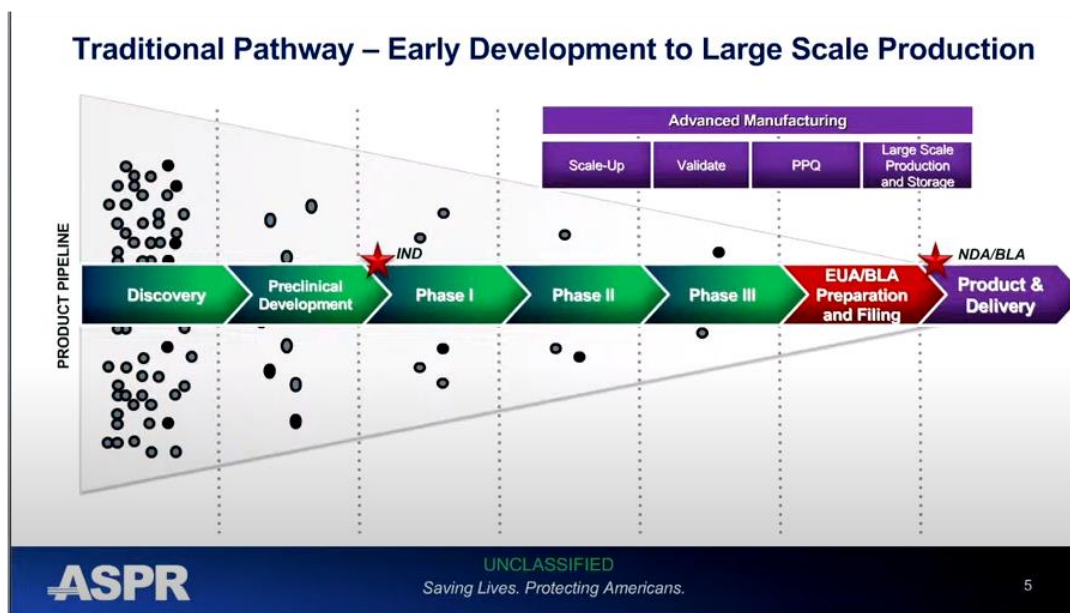 Traditional Pathway – Early Development to Large Scale Production
Advanced Manufacturing
Scale-Up
Validate
PPQ
Large Scale
Production
and Storage
PRODUCT PIPELINE
IND
NDA/BLA
Discovery
Preclinical
Development
Phase I
Phase II
Phase III
EUA/BLA
Preparation
and Filing
Product &
Delivery
UNCLASSIFIED
ASPR
Saving Lives. Protecting Americans.
5